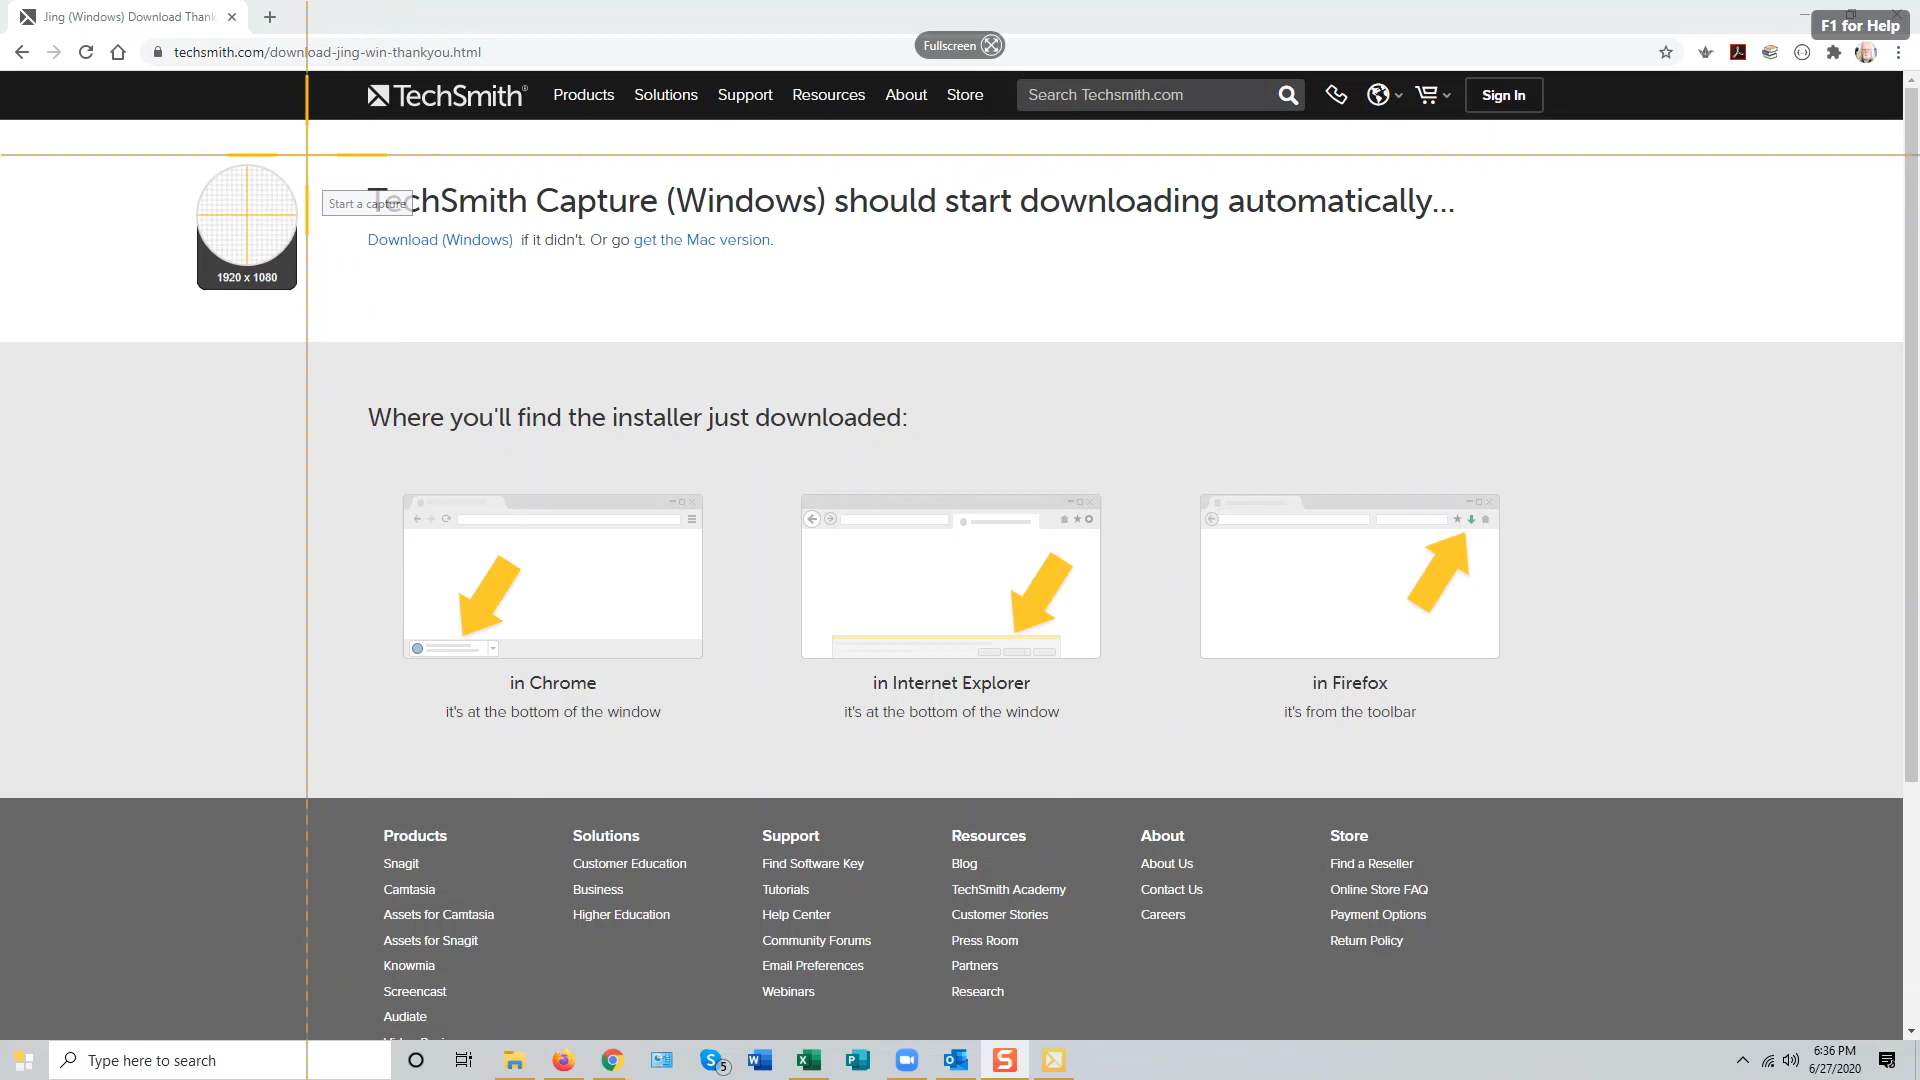 Jing (Windows) Download Thank
F1 for Help
techsmith.com/download-jing-win-thankyou.html
Fullscreen
TechSmith® Products Solutions Support Resources About Store Search Techsmith.com Sign In
Start a capture
TechSmith Capture (Windows) should start downloading automatically...
Download (Windows) if it didn't. Or go get the Mac version.
1920 x 1080
Where you'll find the installer just downloaded:
in Chrome
it's at the bottom of the window
in Internet Explorer
it's at the bottom of the window
in Firefox
it's from the toolbar
Products
Snagit
Camtasia
Assets for Camtasia
Assets for Snagit
Knowmia
Screencast
Audiate
Solutions
Customer Education
Business
Higher Education
Support
Find Software Key
Tutorials
Help Center
Community Forums
Email Preferences
Webinars
Resources
Blog
TechSmith Academy
Customer Stories
Press Room
Partners
Research
About
About Us
Contact Us
Careers
Store
Find a Reseller
Online Store FAQ
Payment Options
Return Policy
Type here to search
5
6:36 PM
6/27/2020